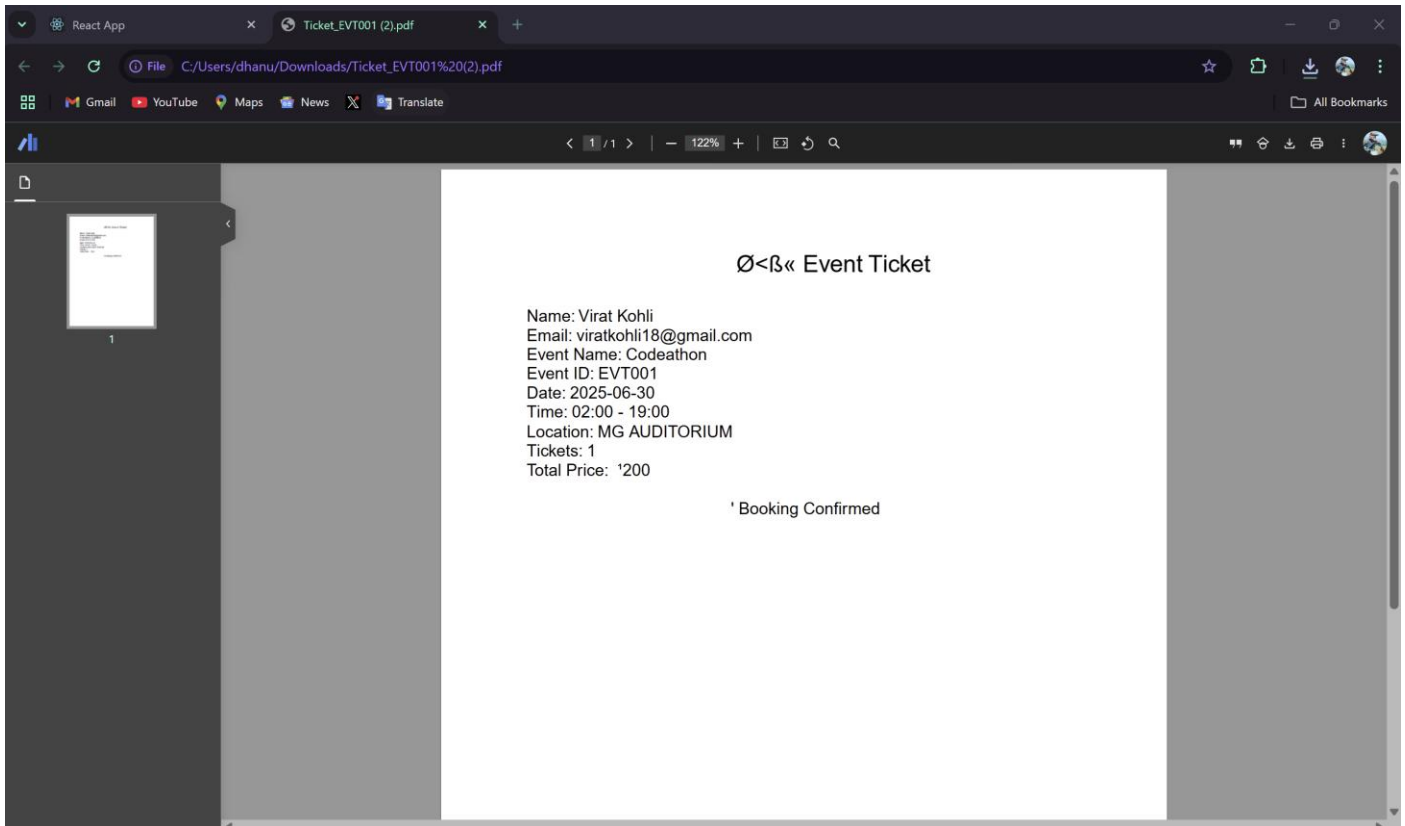 React App
Ticket_EVT001 (2).pdf
File C:/Users/dhanu/Downloads/Ticket_EVT001%20(2).pdf
Gmail YouTube Maps News X Translate All Bookmarks
1 / 1 122%
1
Ø<ß« Event Ticket
Name: Virat Kohli
Email: viratkohli18@gmail.com
Event Name: Codeathon
Event ID: EVT001
Date: 2025-06-30
Time: 02:00 - 19:00
Location: MG AUDITORIUM
Tickets: 1
Total Price: ¹200
' Booking Confirmed